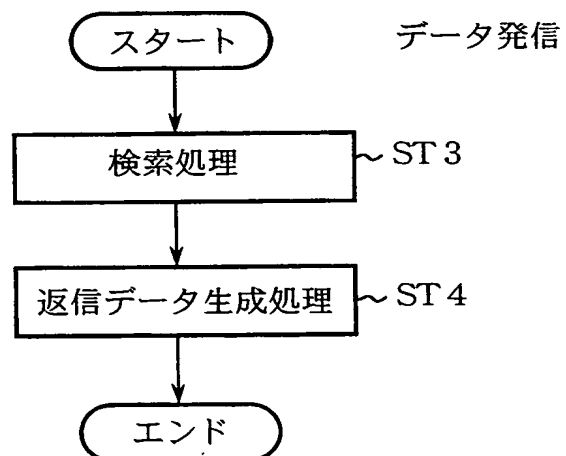 スタート
データ発信
検索処理
ST3
返信データ生成処理
ST4
エンド